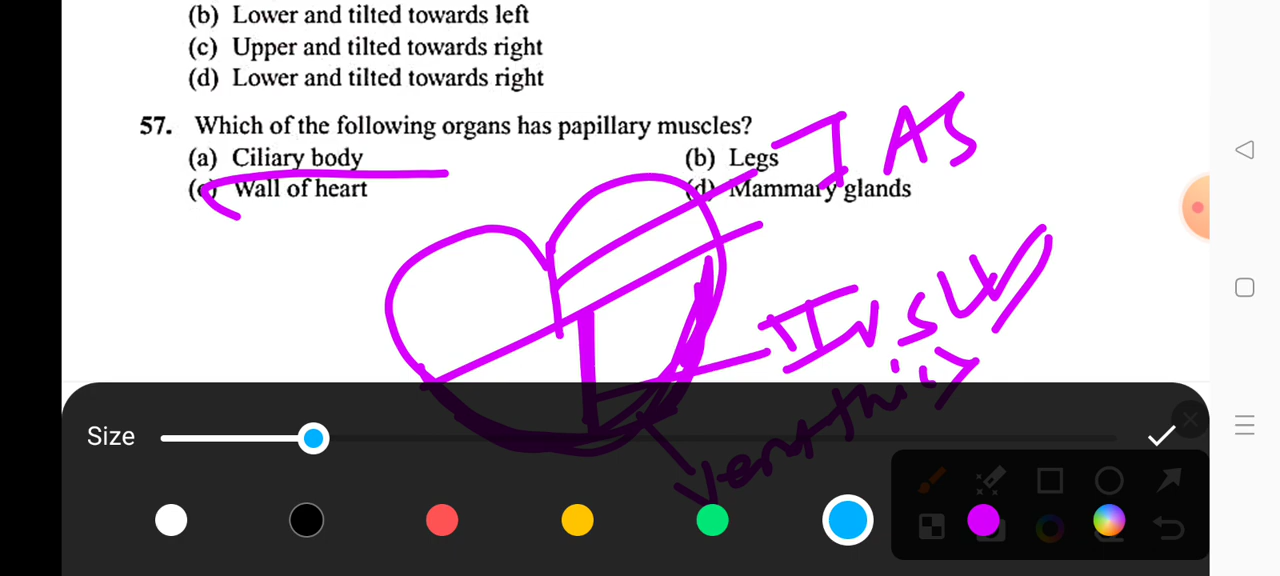 (b) Lower and tilted towards left
(c) Upper and tilted towards right
(d) Lower and tilted towards right
57. Which of the following organs has papillary muscles?
(a) Ciliary body
(b) Legs
(c) Wall of heart
(d) Mammary glands
IAS
IVS
Size